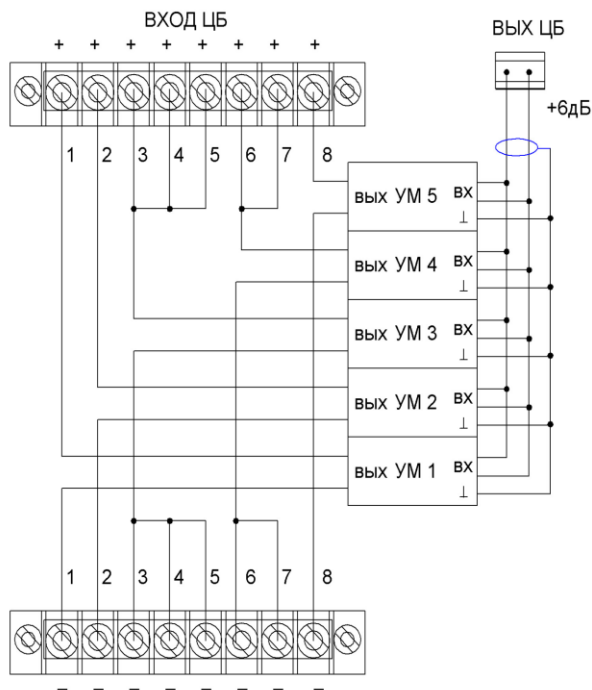 ВХОД ЦБ
ВЫХ ЦБ
+ + + + + + + +
+6дБ
1 2 3 4 5 6 7 8
вых УМ 5 вх
⊥
вых УМ 4 вх
⊥
вых УМ 3 вх
⊥
вых УМ 2 вх
⊥
вых УМ 1 вх
⊥
1 2 3 4 5 6 7 8
– – – – – – – –